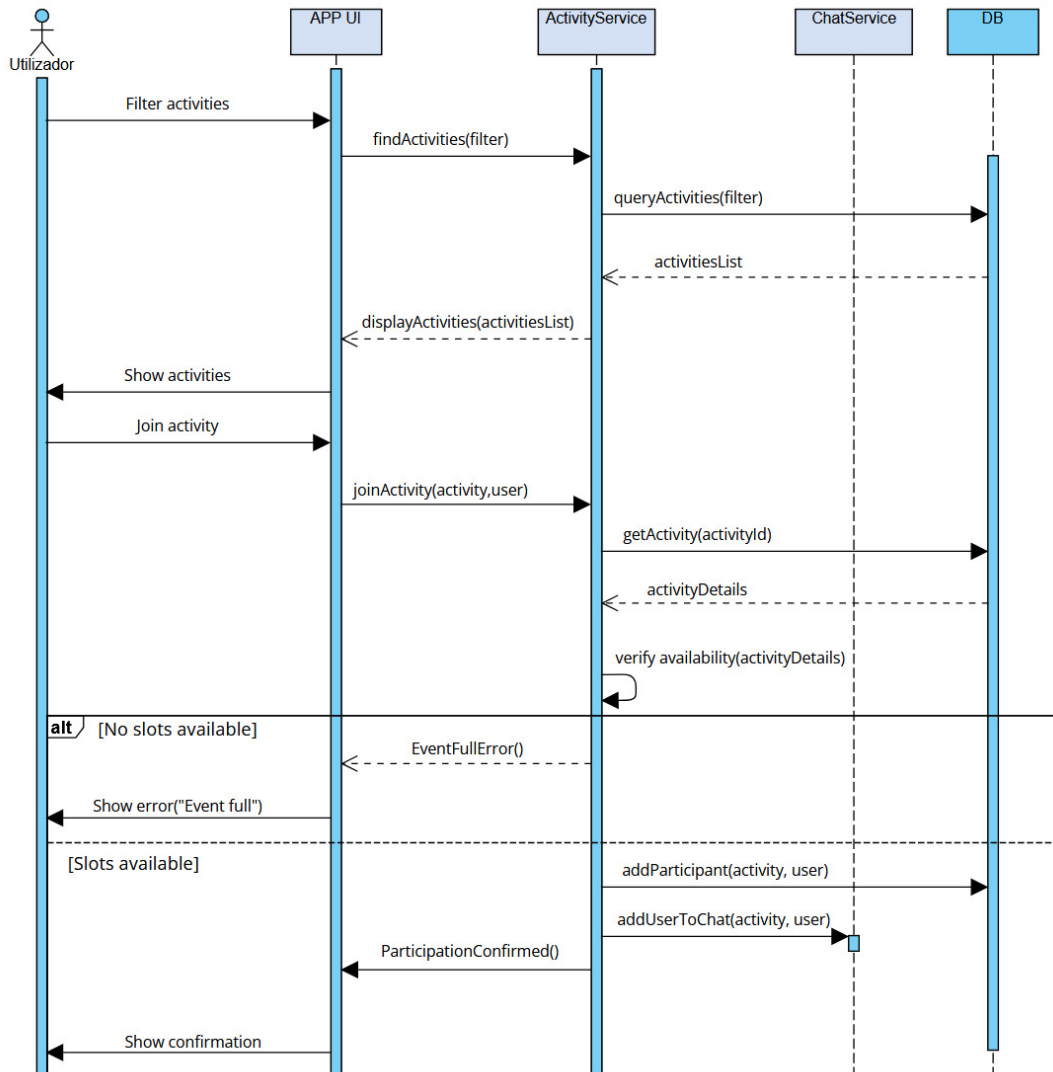 APP UI
ActivityService
ChatService
DB
Utilizador
Filter activities
findActivities(filter)
queryActivities(filter)
activitiesList
displayActivities(activitiesList)
Show activities
Join activity
joinActivity(activity,user)
getActivity(activityId)
activityDetails
verify availability(activityDetails)
alt [No slots available]
EventFullError()
Show error("Event full")
[Slots available]
addParticipant(activity, user)
addUserToChat(activity, user)
ParticipationConfirmed()
Show confirmation